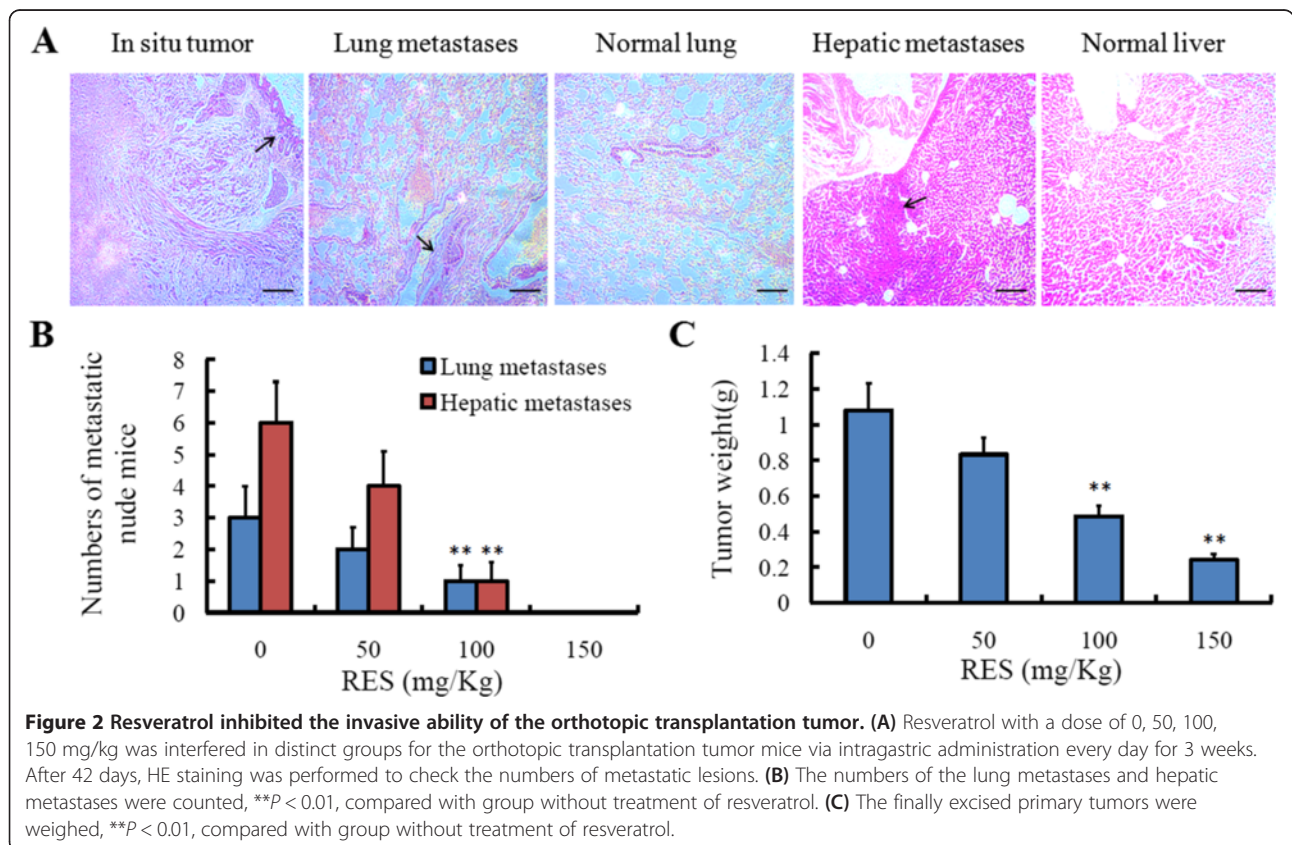 A
In situ tumor Lung metastases Normal lung Hepatic metastases Normal liver
B
Numbers of metastatic
nude mice
8
7
6
5
4
3
2
1
0
Lung metastases
Hepatic metastases
** **
0 50 100 150
RES (mg/Kg)
C
Tumor weight(g)
1.4
1.2
1
0.8
0.6
0.4
0.2
0
**
**
0 50 100 150
RES (mg/Kg)
Figure 2 Resveratrol inhibited the invasive ability of the orthotopic transplantation tumor. (A) Resveratrol with a dose of 0, 50, 100,
150 mg/kg was interfered in distinct groups for the orthotopic transplantation tumor mice via intragastric administration every day for 3 weeks.
After 42 days, HE staining was performed to check the numbers of metastatic lesions. (B) The numbers of the lung metastases and hepatic
metastases were counted, **P < 0.01, compared with group without treatment of resveratrol. (C) The finally excised primary tumors were
weighed, **P < 0.01, compared with group without treatment of resveratrol.